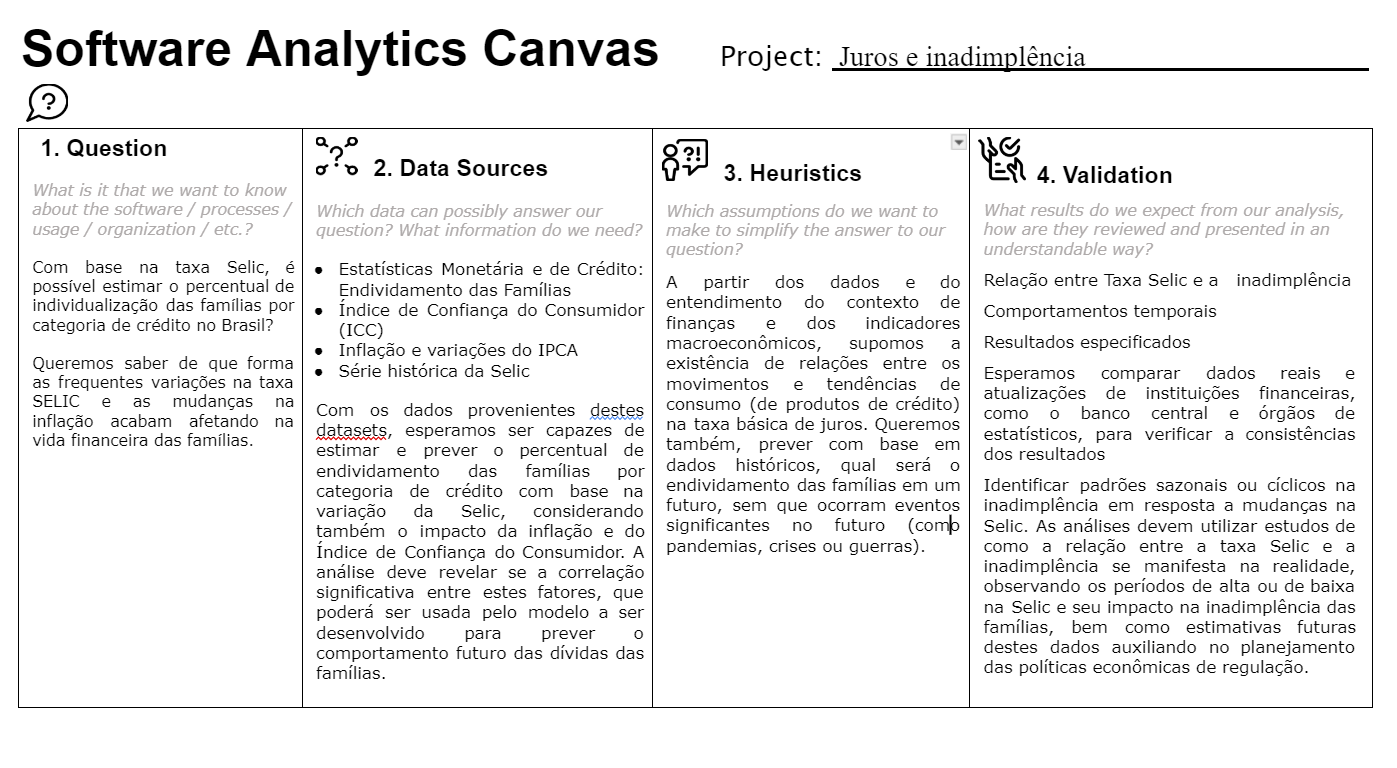 Software Analytics Canvas
Project: Juros e inadimplência
1. Question
What is it that we want to know
about the software / processes /
usage / organization / etc.?
Com base na taxa Selic, é
possível estimar o percentual de
individualização das famílias por
categoria de crédito no Brasil?
Queremos saber de que forma
as frequentes variações na taxa
SELIC e as mudanças na
inflação acabam afetando na
vida financeira das famílias.
2. Data Sources
Which data can possibly answer our
question? What information do we need?
● Estatísticas Monetária e de Crédito:
Endividamento das Famílias
● Índice de Confiança do Consumidor
(ICC)
● Inflação e variações do IPCA
● Série histórica da Selic
Com os dados provenientes destes
datasets, esperamos ser capazes de
estimar e prever o percentual de
endividamento das famílias por
categoria de crédito com base na
variação da Selic, considerando
também o impacto da inflação e do
Índice de Confiança do Consumidor. A
análise deve revelar se a correlação
significativa entre estes fatores, que
poderá ser usada pelo modelo a ser
desenvolvido para prever o
comportamento futuro das dívidas das
famílias.
3. Heuristics
Which assumptions do we want to
make to simplify the answer to our
question?
A partir dos dados e do
entendimento do contexto de
finanças e dos indicadores
macroeconômicos, supomos a
existência de relações entre os
movimentos e tendências de
consumo (de produtos de crédito)
na taxa básica de juros. Queremos
também, prever com base em
dados históricos, qual será o
endividamento das famílias em um
futuro, sem que ocorram eventos
significantes no futuro (como
pandemias, crises ou guerras).
4. Validation
What results do we expect from our analysis,
how are they reviewed and presented in an
understandable way?
Relação entre Taxa Selic e a inadimplência
Comportamentos temporais
Resultados especificados
Esperamos comparar dados reais e
atualizações de instituições financeiras,
como o banco central e órgãos de
estatísticos, para verificar a consistências
dos resultados
Identificar padrões sazonais ou cíclicos na
inadimplência em resposta a mudanças na
Selic. As análises devem utilizar estudos de
como a relação entre a taxa Selic e a
inadimplência se manifesta na realidade,
observando os períodos de alta ou de baixa
na Selic e seu impacto na inadimplência das
famílias, bem como estimativas futuras
destes dados auxiliando no planejamento
das políticas econômicas de regulação.